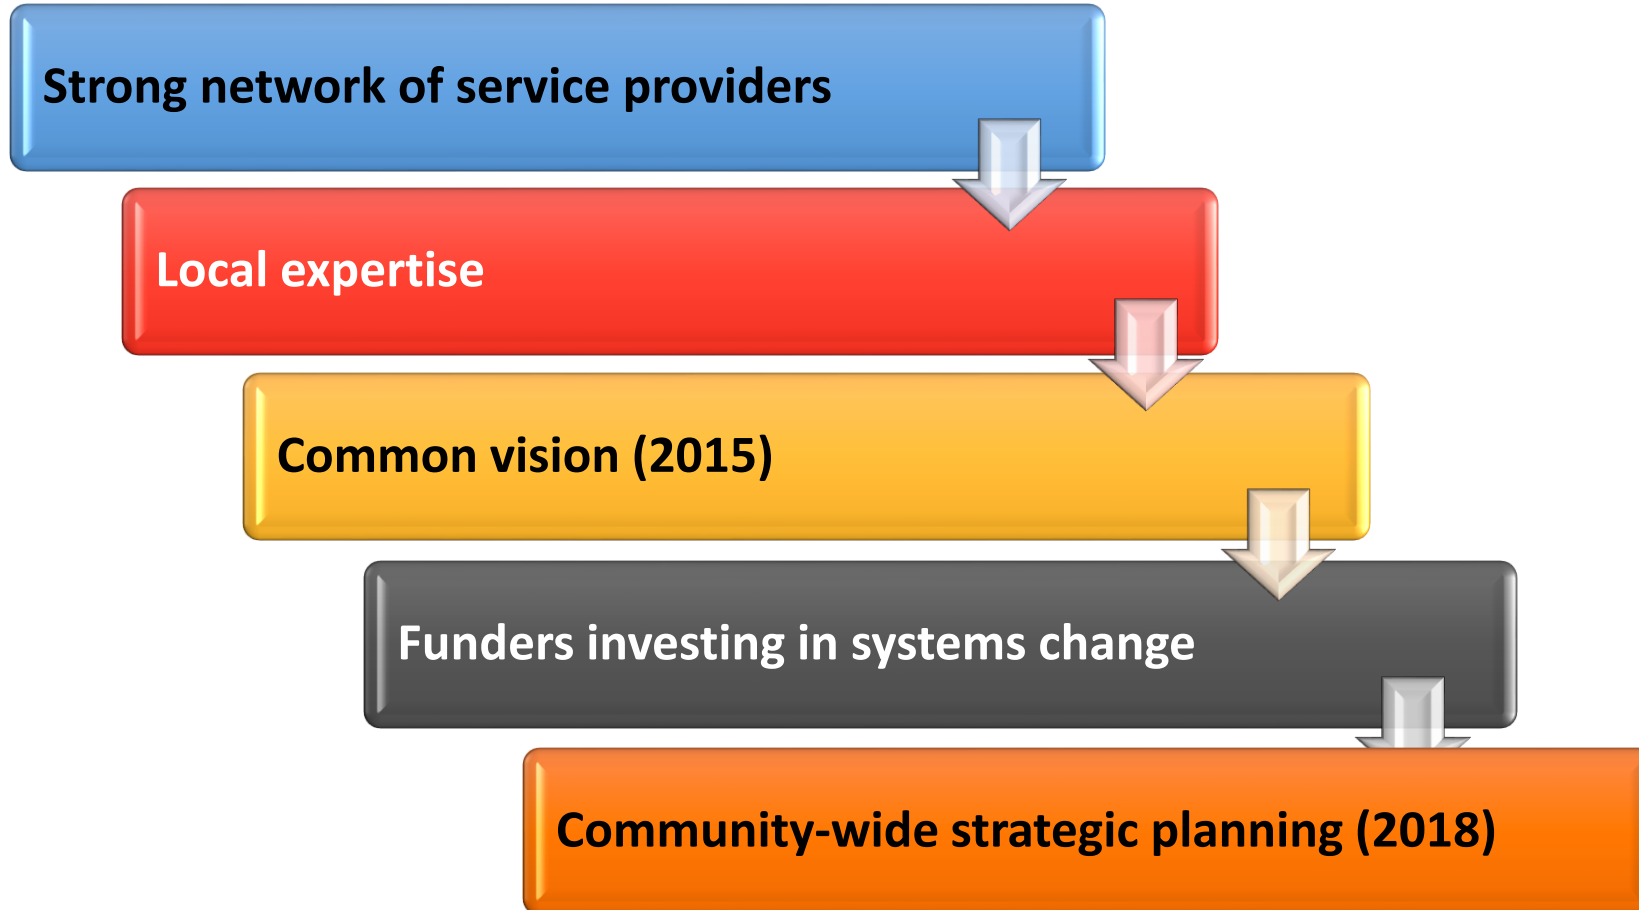 Strong network of service providers
Local expertise
Common vision (2015)
Funders investing in systems change
Community-wide strategic planning (2018)